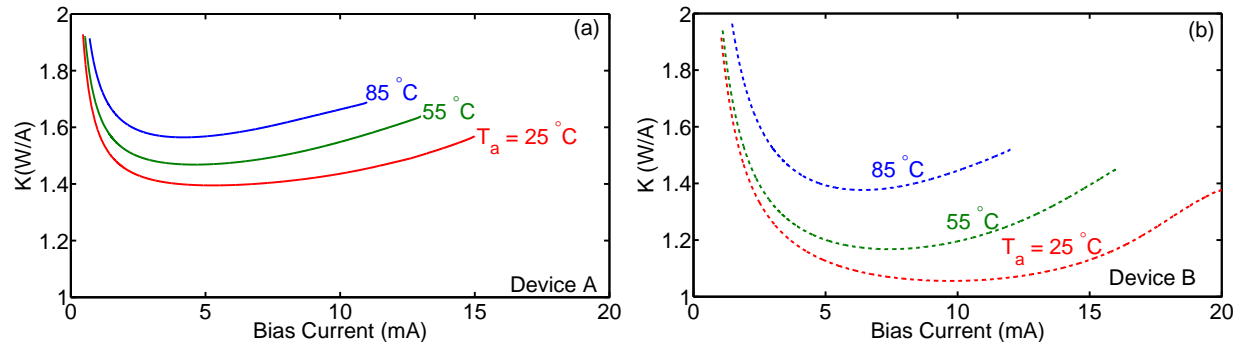 (a)
2
1.8
1.6
1.4
1.2
1
K(W/A)
85 °C
55 °C
T_a = 25 °C
Device A
0
5
10
15
20
Bias Current (mA)
(b)
2
1.8
1.6
1.4
1.2
1
K (W/A)
85 °C
55 °C
T_a = 25 °C
Device B
0
5
10
15
20
Bias Current (mA)